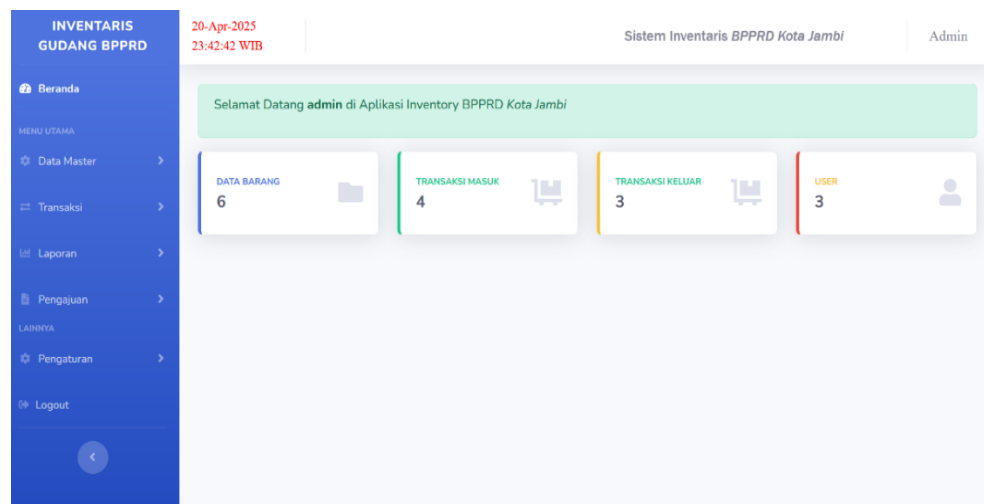 INVENTARIS
GUDANG BPPRD
20-Apr-2025
23:42:42 WIB
Sistem Inventaris BPPRD Kota Jambi
Admin
Beranda
Selamat Datang admin di Aplikasi Inventory BPPRD Kota Jambi
MENU UTAMA
Data Master
Transaksi
Laporan
Pengajuan
LAINNYA
Pengaturan
Logout
DATA BARANG
6
TRANSAKSI MASUK
4
TRANSAKSI KELUAR
3
USER
3